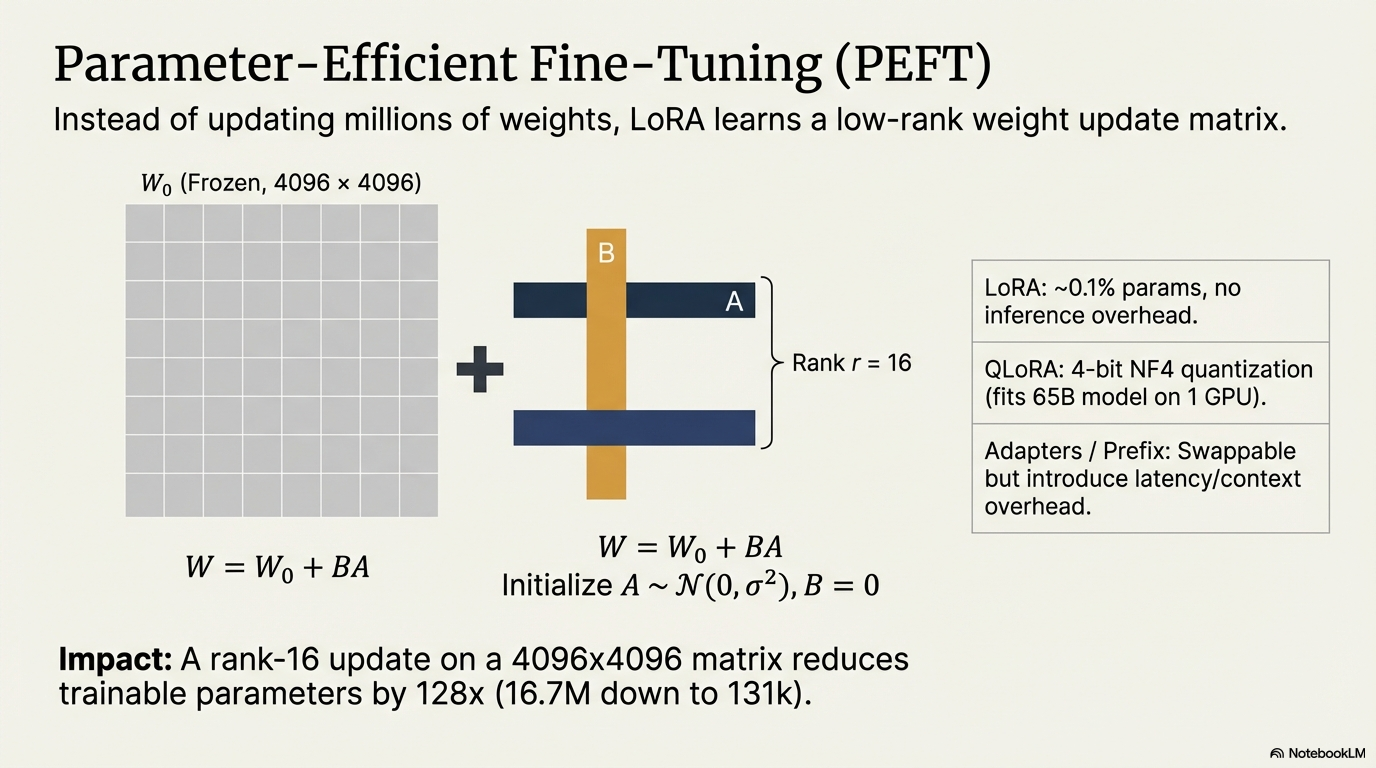 Parameter-Efficient Fine-Tuning (PEFT)
Instead of updating millions of weights, LoRA learns a low-rank weight update matrix.
W₀ (Frozen, 4096 × 4096)
B
A
Rank r = 16
W = W₀ + BA
W = W₀ + BA
Initialize A ~ 𝒩(0, σ²), B = 0
LoRA: ~0.1% params, no
inference overhead.
QLoRA: 4-bit NF4 quantization
(fits 65B model on 1 GPU).
Adapters / Prefix: Swappable
but introduce latency/context
overhead.
Impact: A rank-16 update on a 4096x4096 matrix reduces
trainable parameters by 128x (16.7M down to 131k).
NotebookLM